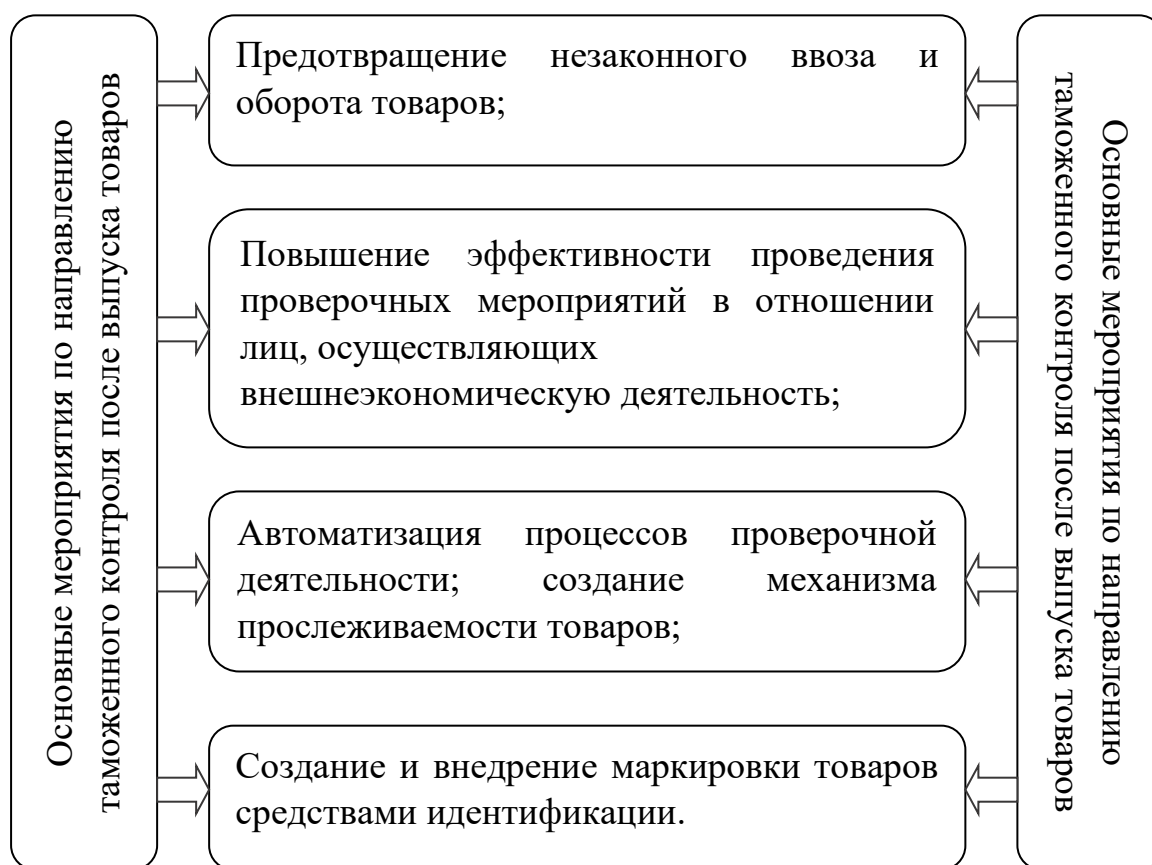 Основные мероприятия по направлению
таможенного контроля после выпуска товаров
Предотвращение незаконного ввоза и
оборота товаров;
Повышение эффективности проведения
проверочных мероприятий в отношении
лиц, осуществляющих
внешнеэкономическую деятельность;
Автоматизация процессов проверочной
деятельности; создание механизма
прослеживаемости товаров;
Создание и внедрение маркировки товаров
средствами идентификации.
Основные мероприятия по направлению
таможенного контроля после выпуска товаров